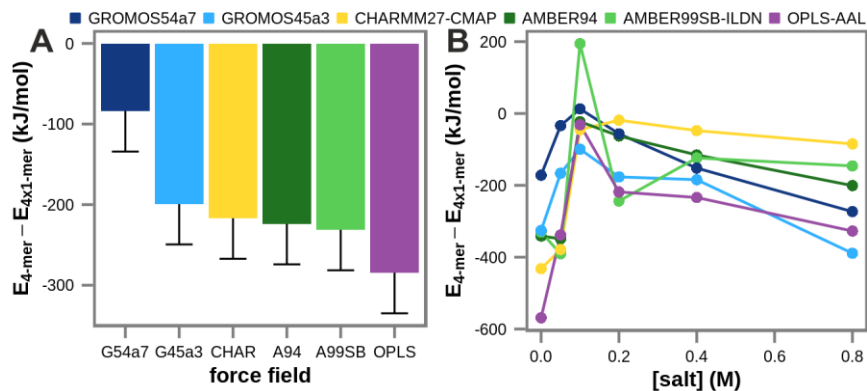 GROMOS54a7 GROMOS45a3 CHARMM27-CMAP AMBER94 AMBER99SB-ILDN OPLS-AAL
A
E4-mer – E4x1-mer (kJ/mol)
0
-100
-200
-300
G54a7 G45a3 CHAR A94 A99SB OPLS
force field
B
E4-mer – E4x1-mer (kJ/mol)
200
0
-200
-400
-600
0.0 0.2 0.4 0.6 0.8
[salt] (M)